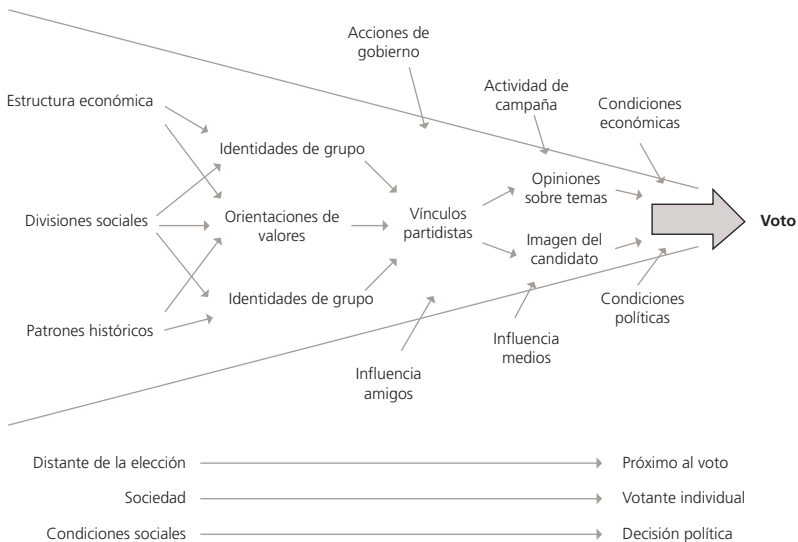 Acciones de
gobierno
Actividad de
campaña
Condiciones
económicas
Estructura económica
Identidades de grupo
Opiniones
sobre temas
Divisiones sociales
Orientaciones de
valores
Vínculos
partidistas
Voto
Imagen del
candidato
Identidades de grupo
Condiciones
políticas
Patrones históricos
Influencia
medios
Influencia
amigos
Distante de la elección
Próximo al voto
Sociedad
Votante individual
Condiciones sociales
Decisión política